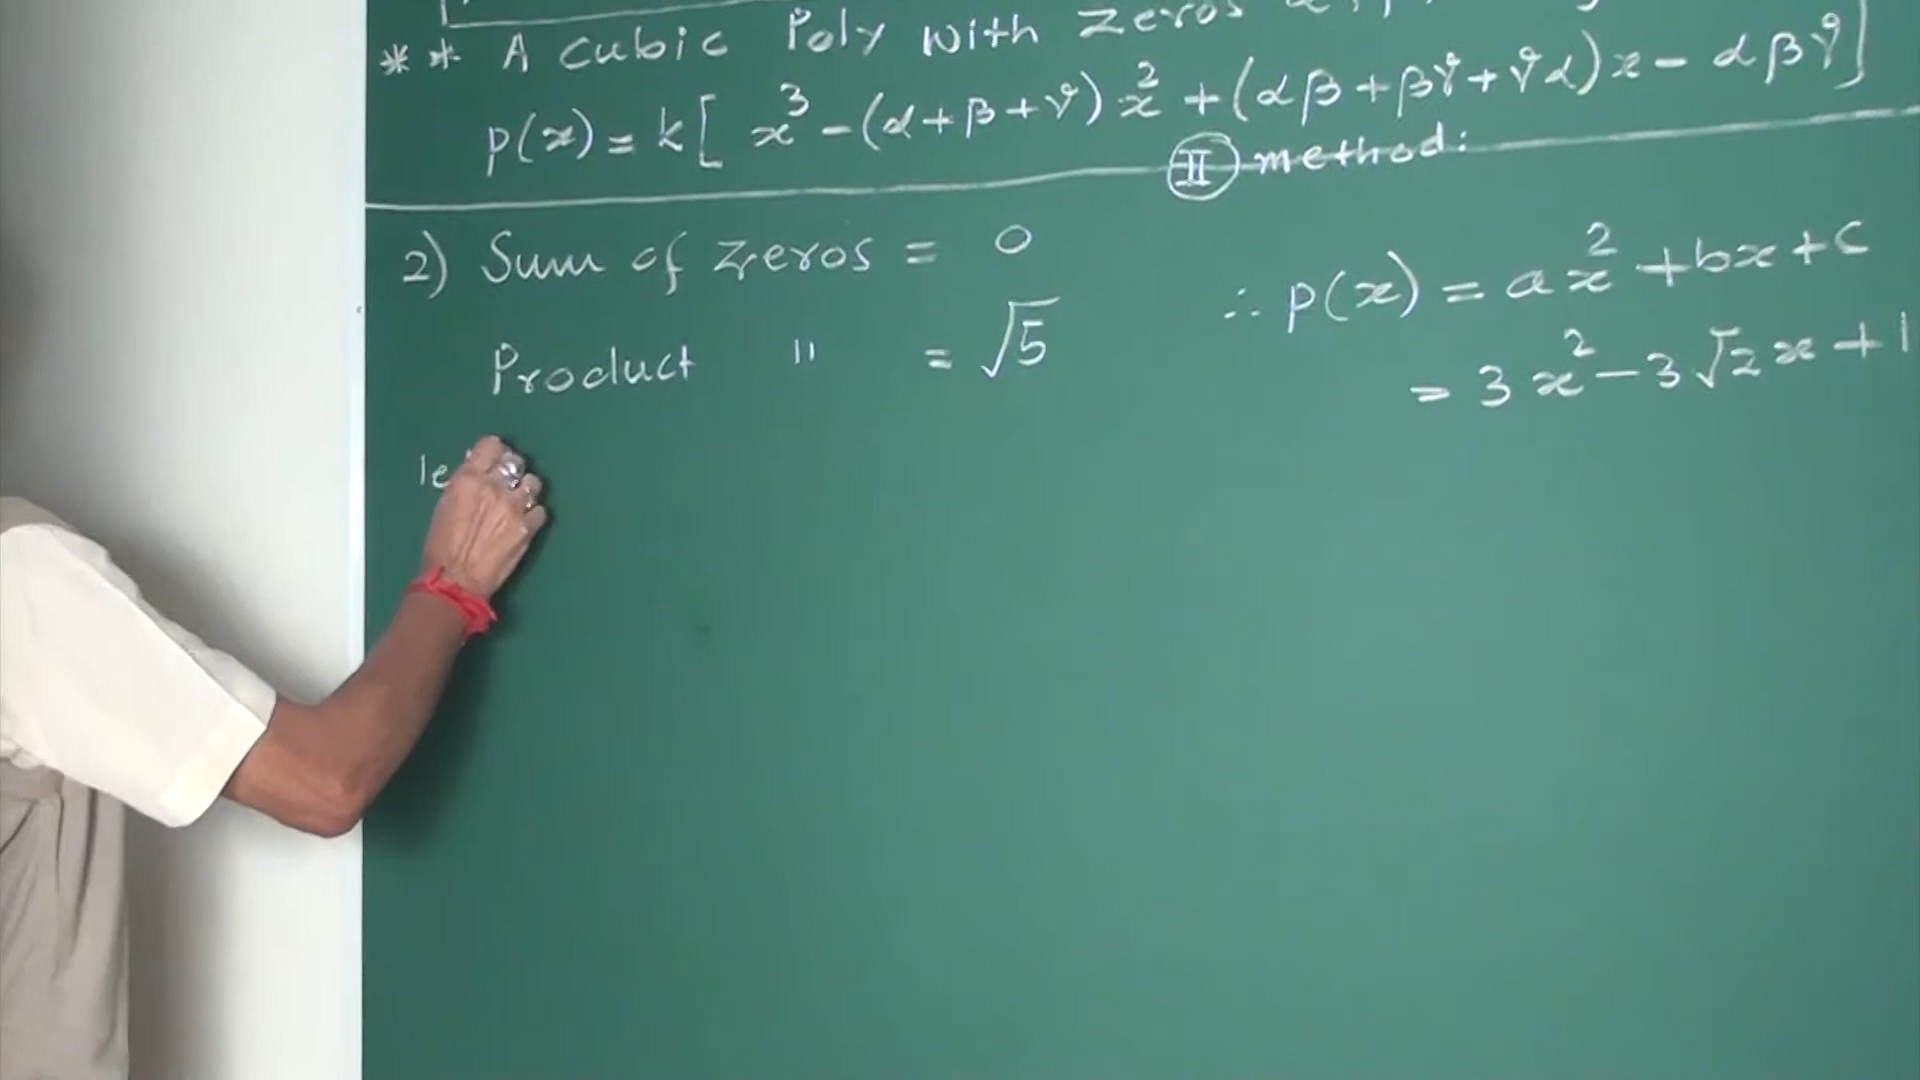 ** A Cubic Poly with zeros α
p(x) = k[ x³ - (α+β+γ) x² + (αβ+βγ+γα)x - αβγ]
II method:
2) Sum of zeros = 0
Product " = √5
∴ p(x) = ax² + bx + c
= 3x² - 3√2x + 1
le